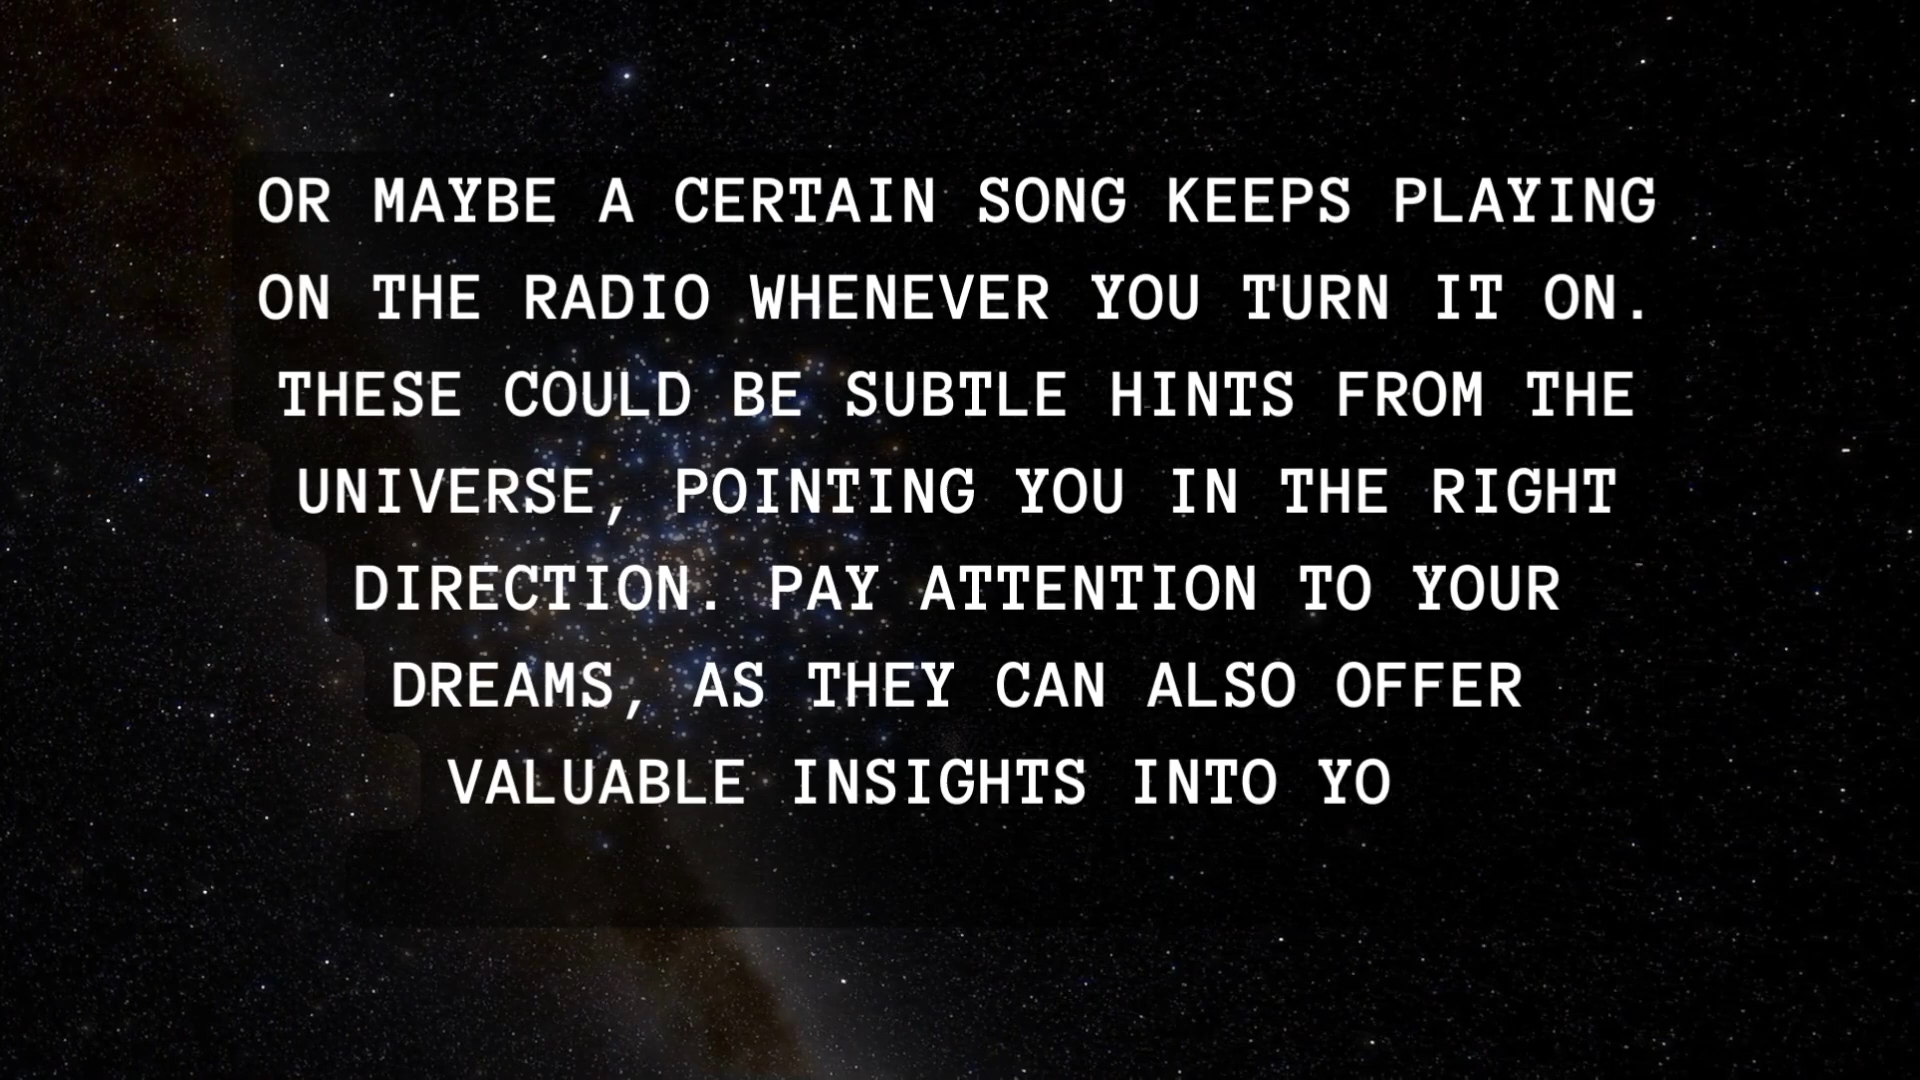 OR MAYBE A CERTAIN SONG KEEPS PLAYING
ON THE RADIO WHENEVER YOU TURN IT ON.
THESE COULD BE SUBTLE HINTS FROM THE
UNIVERSE, POINTING YOU IN THE RIGHT
DIRECTION. PAY ATTENTION TO YOUR
DREAMS, AS THEY CAN ALSO OFFER
VALUABLE INSIGHTS INTO YO